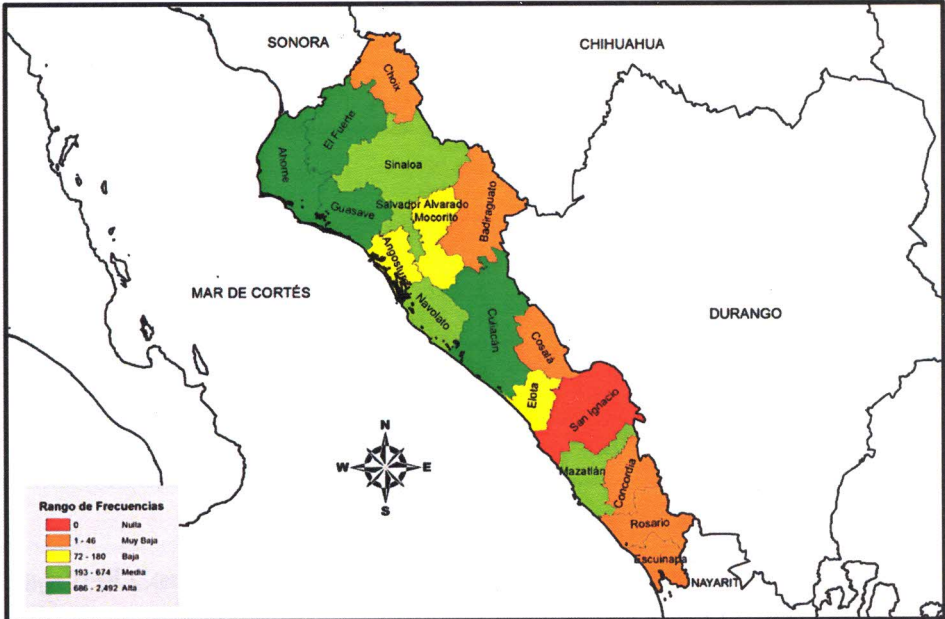 SONORA
CHIHUAHUA
Choix
El Fuerte
Ahome
Sinaloa
Guasave
Salvador Alvarado
Mocorito
Badiraguato
Angostura
MAR DE CORTÉS
Navolato
Culiacán
DURANGO
Cosalá
Elota
San Ignacio
N
W
E
S
Mazatlán
Concordia
Rosario
Escuinapa
NAYARIT
Rango de Frecuencias
0 Nulla
1 - 46 Muy Baja
72 - 180 Baja
193 - 674 Media
686 - 2,492 Alta